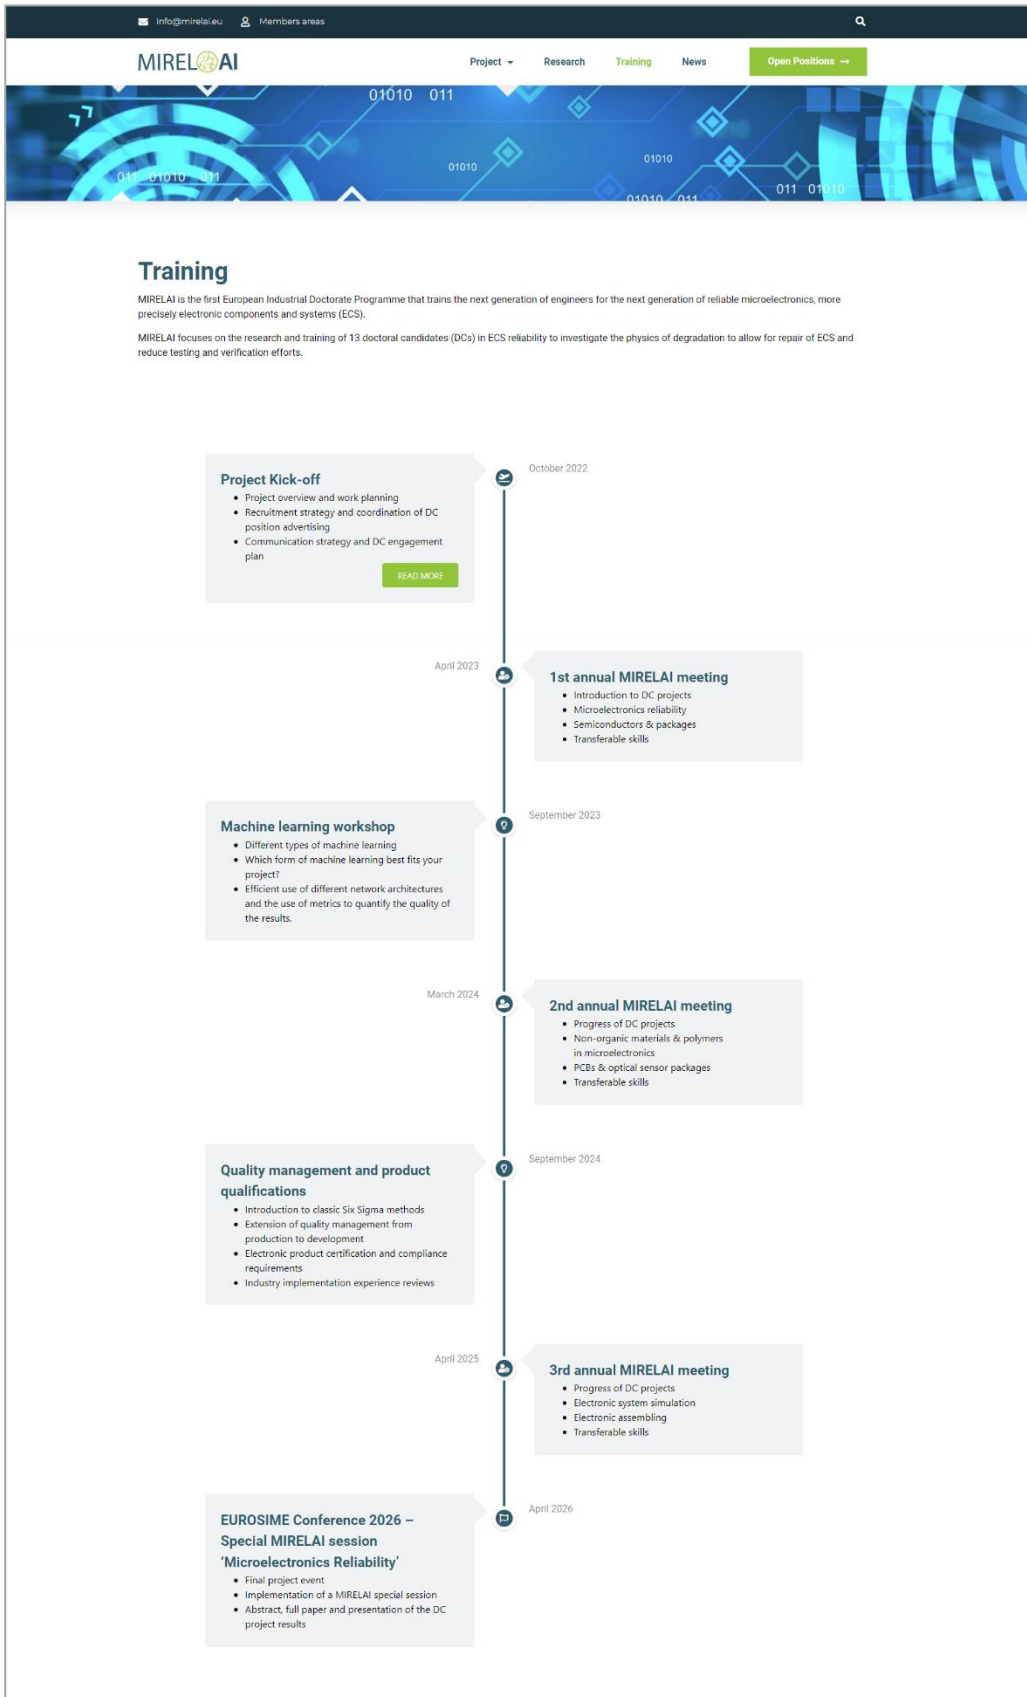 info@mirelai.eu Members areas
MIREL AI
Project Research Training News Open Positions →
01010 011
01010
01010
011 01010 011
011 01010
01010 011
Training
MIRELAI is the first European Industrial Doctorate Programme that trains the next generation of engineers for the next generation of reliable microelectronics, more
precisely electronic components and systems (ECS).
MIRELAI focuses on the research and training of 13 doctoral candidates (DCs) in ECS reliability to investigate the physics of degradation to allow for repair of ECS and
reduce testing and verification efforts.
October 2022
Project Kick-off
• Project overview and work planning
• Recruitment strategy and coordination of DC
position advertising
• Communication strategy and DC engagement
plan
READ MORE
April 2023
1st annual MIRELAI meeting
• Introduction to DC projects
• Microelectronics reliability
• Semiconductors & packages
• Transferable skills
September 2023
Machine learning workshop
• Different types of machine learning
• Which form of machine learning best fits your
project?
• Efficient use of different network architectures
and the use of metrics to quantify the quality of
the results.
March 2024
2nd annual MIRELAI meeting
• Progress of DC projects
• Non-organic materials & polymers
in microelectronics
• PCBs & optical sensor packages
• Transferable skills
September 2024
Quality management and product
qualifications
• Introduction to classic Six Sigma methods
• Extension of quality management from
production to development
• Electronic product certification and compliance
requirements
• Industry implementation experience reviews
April 2025
3rd annual MIRELAI meeting
• Progress of DC projects
• Electronic system simulation
• Electronic assembling
• Transferable skills
April 2026
EUROSIME Conference 2026 –
Special MIRELAI session
‘Microelectronics Reliability’
• Final project event
• Implementation of a MIRELAI special session
• Abstract, full paper and presentation of the DC
project results